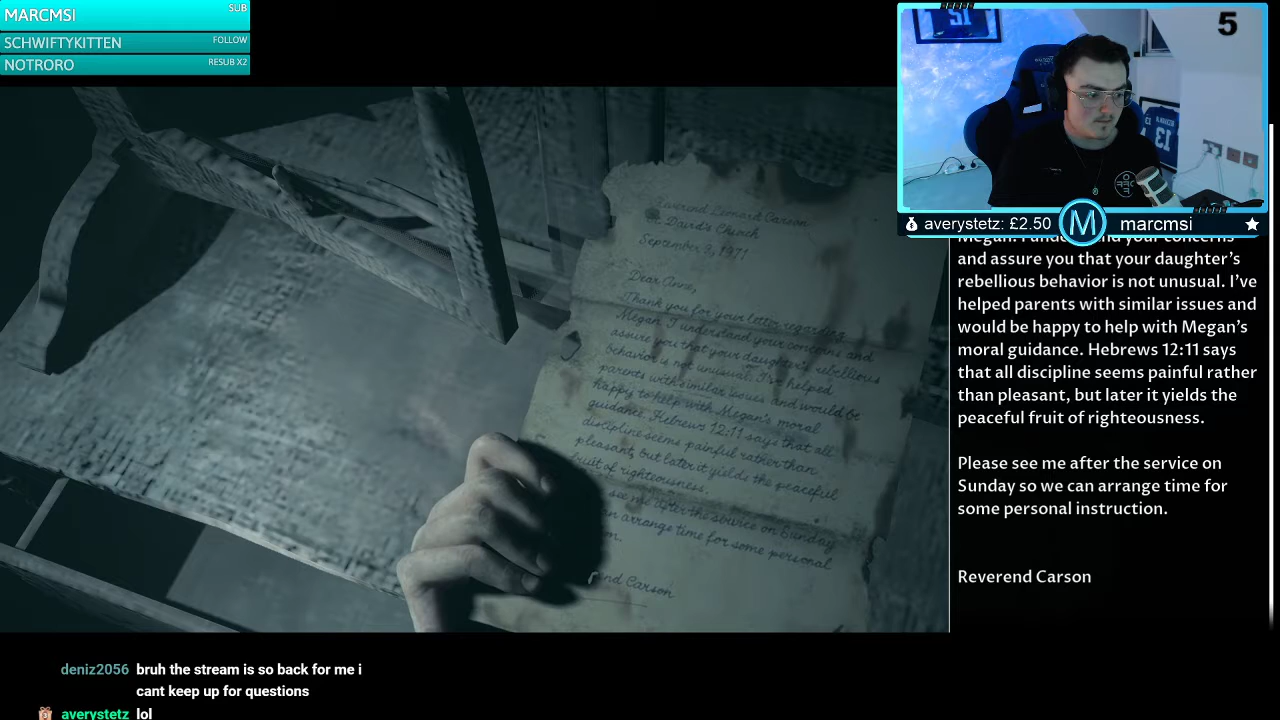 MARCMSI SUB
SCHWIFTYKITTEN FOLLOW
NOTRORO RESUB X2
5
13
averystetz: £2.50
M
marcmsi
Reverend Leonard Carson
David's Church
September 3, 1971
Dear Anne,
Thank you for your letter regarding
Megan. I understand your concerns and
assure you that your daughter's rebellious
behavior is not unusual. I've helped
parents with similar issues and would be
happy to help with Megan's moral
guidance. Hebrews 12:11 says that all
discipline seems painful rather than
pleasant, but later it yields the peaceful
fruit of righteousness.
see me after the service on Sunday
an arrange time for some personal
end Carson
Megan. I understand your concerns
and assure you that your daughter's
rebellious behavior is not unusual. I've
helped parents with similar issues and
would be happy to help with Megan's
moral guidance. Hebrews 12:11 says
that all discipline seems painful rather
than pleasant, but later it yields the
peaceful fruit of righteousness.
Please see me after the service on
Sunday so we can arrange time for
some personal instruction.
Reverend Carson
deniz2056 bruh the stream is so back for me i
cant keep up for questions
averystetz lol